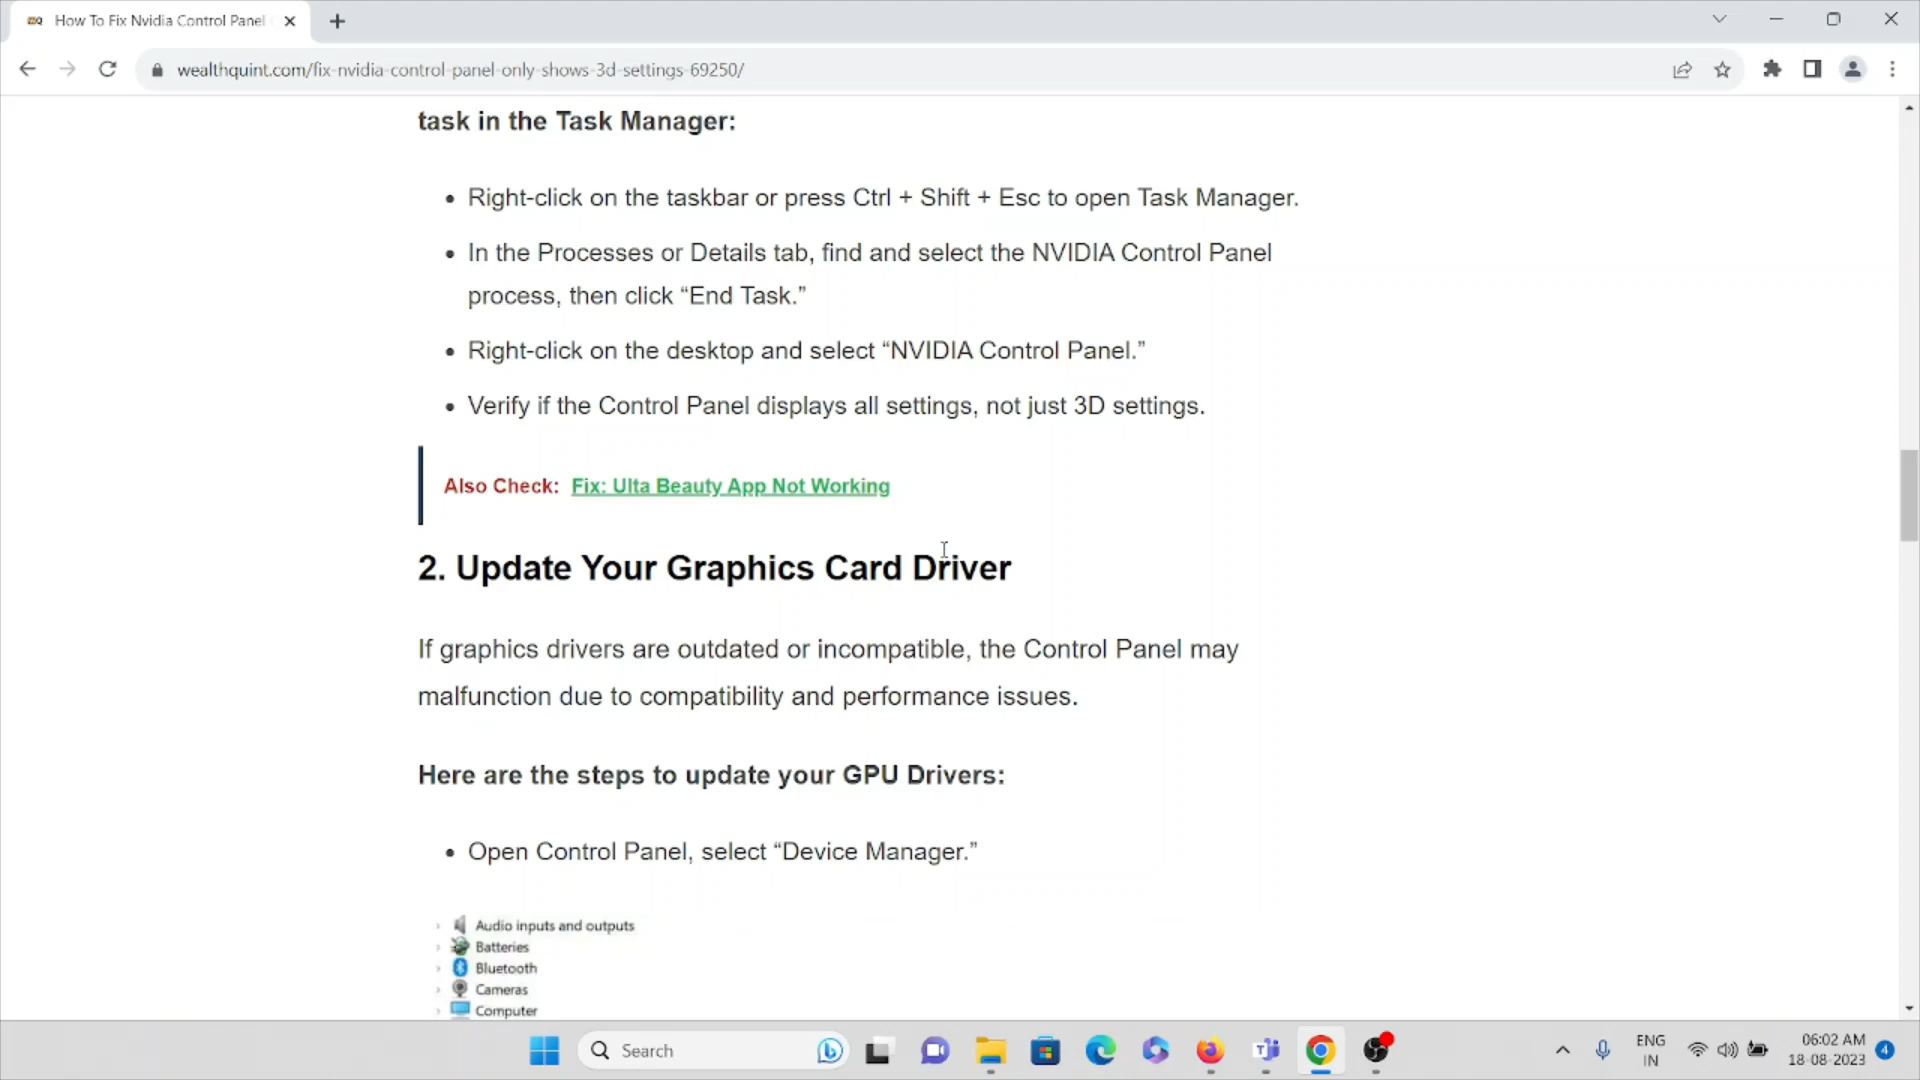 How To Fix Nvidia Control Panel
wealthquint.com/fix-nvidia-control-panel-only-shows-3d-settings-69250/
task in the Task Manager:
Right-click on the taskbar or press Ctrl + Shift + Esc to open Task Manager.
In the Processes or Details tab, find and select the NVIDIA Control Panel
process, then click “End Task.”
Right-click on the desktop and select “NVIDIA Control Panel.”
Verify if the Control Panel displays all settings, not just 3D settings.
Also Check: Fix: Ulta Beauty App Not Working
2. Update Your Graphics Card Driver
If graphics drivers are outdated or incompatible, the Control Panel may
malfunction due to compatibility and performance issues.
Here are the steps to update your GPU Drivers:
Open Control Panel, select “Device Manager.”
Audio inputs and outputs
Batteries
Bluetooth
Cameras
Computer
Search
ENG
IN
06:02 AM
18-08-2023
4